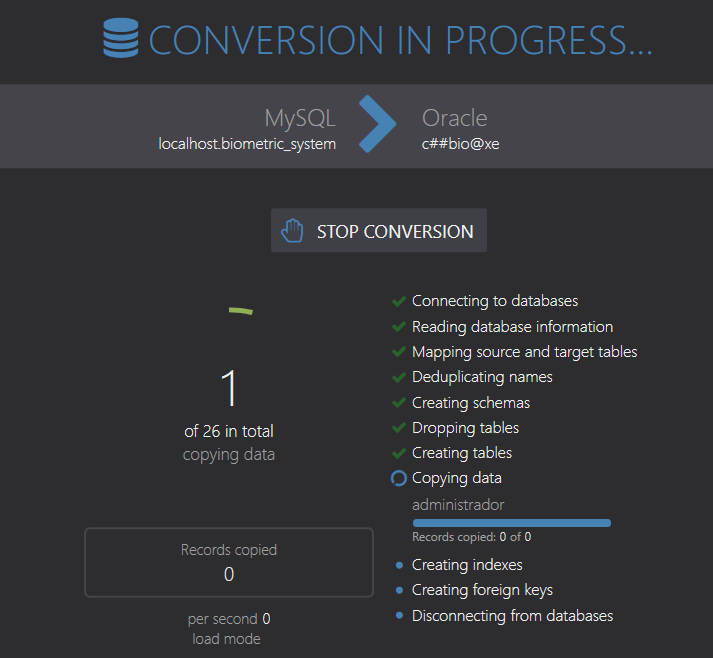 CONVERSION IN PROGRESS...
MySQL
localhost.biometric_system
Oracle
c##bio@xe
STOP CONVERSION
1
of 26 in total
copying data
Records copied
0
per second 0
load mode
Connecting to databases
Reading database information
Mapping source and target tables
Deduplicating names
Creating schemas
Dropping tables
Creating tables
Copying data
administrador
Records copied: 0 of 0
Creating indexes
Creating foreign keys
Disconnecting from databases